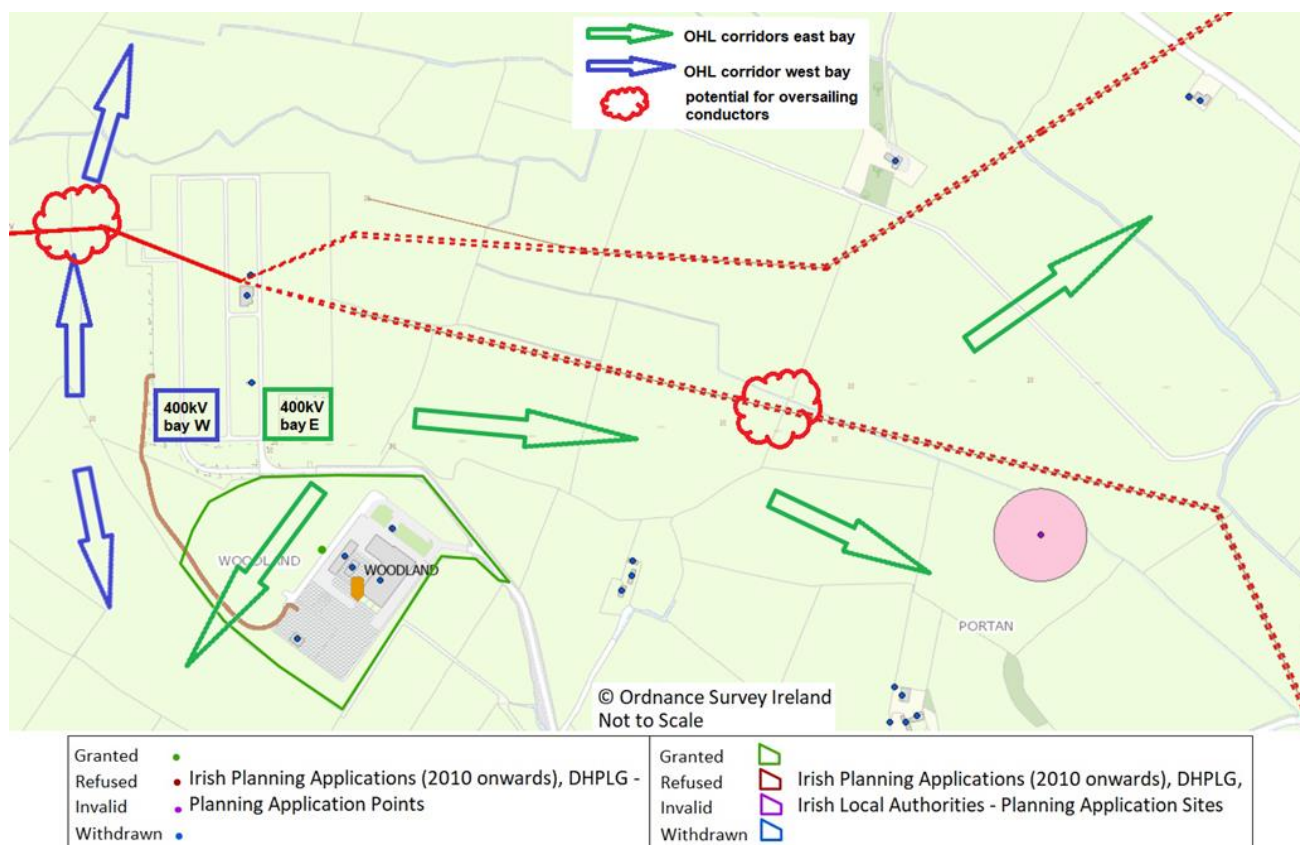 OHL corridors east bay
OHL corridor west bay
potential for oversailing
conductors
400kV
bay W
400kV
bay E
WOODLAND
WOODLAND
PORTAN
© Ordnance Survey Ireland
Not to Scale
Granted
Refused
Irish Planning Applications (2010 onwards), DHPLG -
Invalid
Planning Application Points
Withdrawn
Granted
Refused
Irish Planning Applications (2010 onwards), DHPLG,
Invalid
Irish Local Authorities - Planning Application Sites
Withdrawn